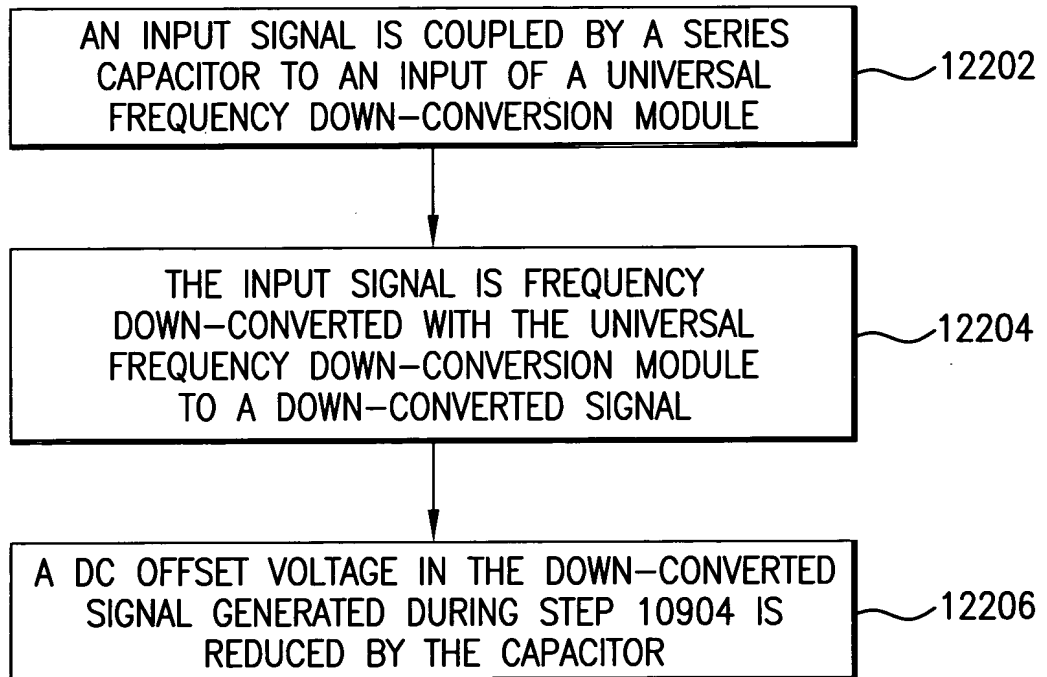 AN INPUT SIGNAL IS COUPLED BY A SERIES
CAPACITOR TO AN INPUT OF A UNIVERSAL
FREQUENCY DOWN-CONVERSION MODULE
12202
THE INPUT SIGNAL IS FREQUENCY
DOWN-CONVERTED WITH THE UNIVERSAL
FREQUENCY DOWN-CONVERSION MODULE
TO A DOWN-CONVERTED SIGNAL
12204
A DC OFFSET VOLTAGE IN THE DOWN-CONVERTED
SIGNAL GENERATED DURING STEP 10904 IS
REDUCED BY THE CAPACITOR
12206